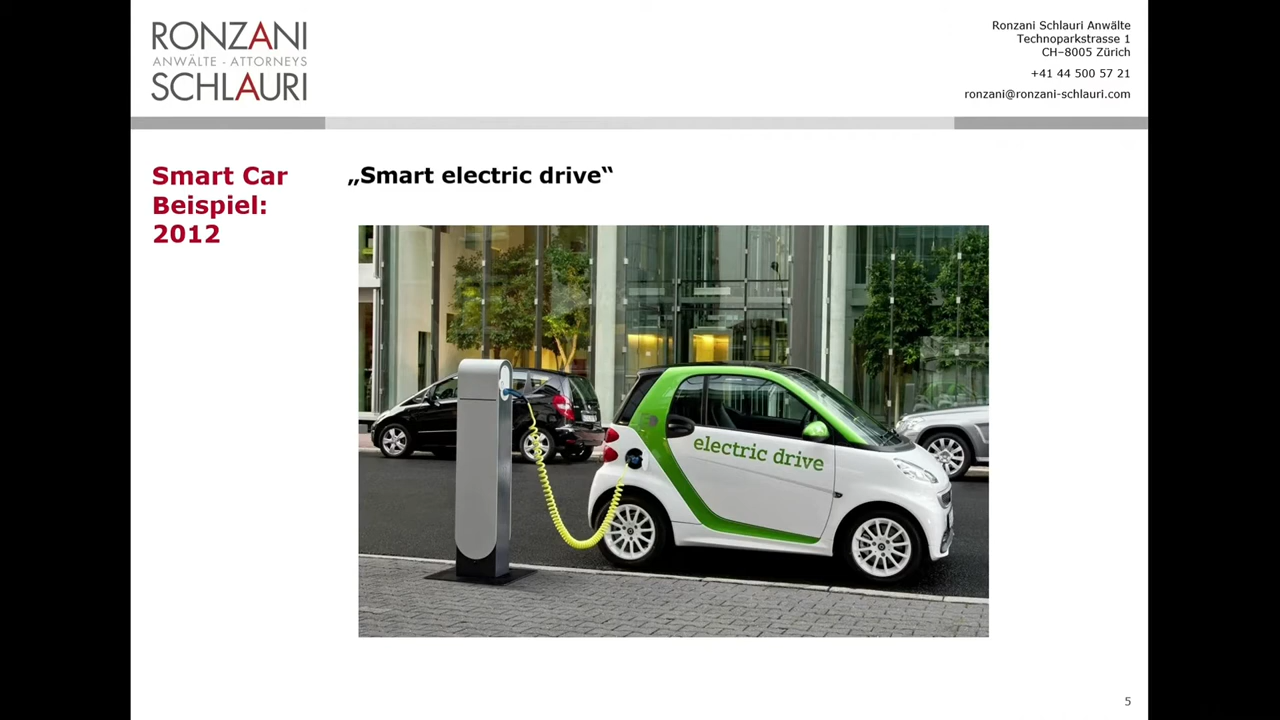 RONZANI
ANWÄLTE - ATTORNEYS
SCHLAURI
Ronzani Schlauri Anwälte
Technoparkstrasse 1
CH–8005 Zürich
+41 44 500 57 21
ronzani@ronzani-schlauri.com
Smart Car
Beispiel:
2012
„Smart electric drive“
electric drive
5